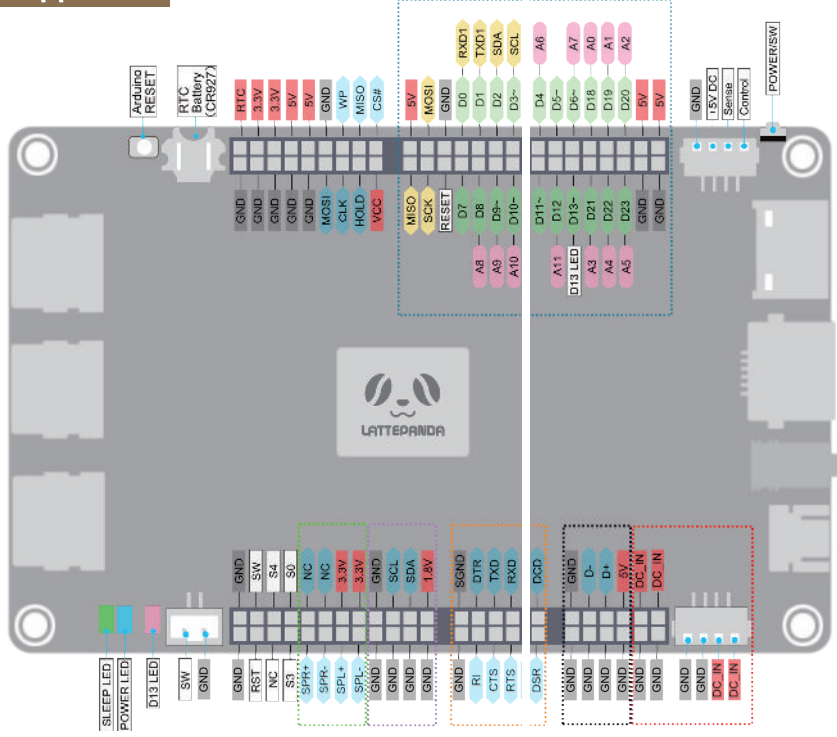 Arduino
RESET
RTC
Battery
(CR927)
RTC
3.3V
3.3V
5V
5V
GND
WP
MISO
CS#
5V
MOSI
GND
D0
D1
D2
D3~
D4
D5~
D6~
D18
D19
D20
5V
5V
RXD1
TXD1
SDA
SCL
A6
A7
A0
A1
A2
GND
+5V DC
Sense
Control
POWER/SW
GND
GND
GND
GND
GND
MOSI
CLK
HOLD
VCC
MISO
SCK
RESET
D7
D8
D9~
D10~
D11~
D12
D13~
D21
D22
D23
GND
GND
A8
A9
A10
A11
D13 LED
A3
A4
A5
LATTEPANDA
GND
SW
S4
S0
NC
NC
3.3V
3.3V
GND
SCL
SDA
1.8V
SGND
DTR
TXD
RXD
DCD
GND
D-
D+
5V
DC_IN
DC_IN
SLEEP LED
POWER LED
D13 LED
SW
GND
GND
RST
NC
S3
SPR+
SPR-
SPL+
SPL-
GND
GND
GND
GND
GND
RI
CTS
RTS
DSR
GND
GND
GND
GND
GND
GND
GND
GND
DC_IN
DC_IN